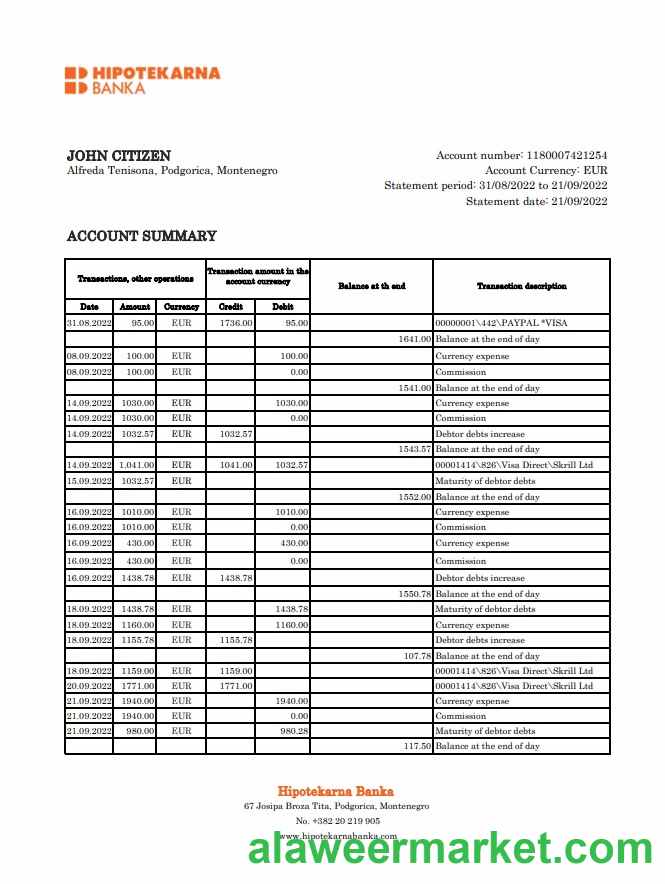 HIPOTEKARNA
BANKA
JOHN CITIZEN
Alfreda Tenisona, Podgorica, Montenegro
Account number: 1180007421254
Account Currency: EUR
Statement period: 31/08/2022 to 21/09/2022
Statement date: 21/09/2022
ACCOUNT SUMMARY
Transactions, other operations Transaction amount in the account currency Balance at th end Transaction description
Date Amount Currency Credit Debit
31.08.2022 95.00 EUR 1736.00 95.00 00000001\442\PAYPAL *VISA
1641.00 Balance at the end of day
08.09.2022 100.00 EUR 100.00 Currency expense
08.09.2022 100.00 EUR 0.00 Commission
1541.00 Balance at the end of day
14.09.2022 1030.00 EUR 1030.00 Currency expense
14.09.2022 1030.00 EUR 0.00 Commission
14.09.2022 1032.57 EUR 1032.57 Debtor debts increase
1543.57 Balance at the end of day
14.09.2022 1,041.00 EUR 1041.00 1032.57 00001414\826\Visa Direct\Skrill Ltd
15.09.2022 1032.57 EUR Maturity of debtor debts
1552.00 Balance at the end of day
16.09.2022 1010.00 EUR 1010.00 Currency expense
16.09.2022 1010.00 EUR 0.00 Commission
16.09.2022 430.00 EUR 430.00 Currency expense
16.09.2022 430.00 EUR 0.00 Commission
16.09.2022 1438.78 EUR 1438.78 Debtor debts increase
1550.78 Balance at the end of day
18.09.2022 1438.78 EUR 1438.78 Maturity of debtor debts
18.09.2022 1160.00 EUR 1160.00 Currency expense
18.09.2022 1155.78 EUR 1155.78 Debtor debts increase
107.78 Balance at the end of day
18.09.2022 1159.00 EUR 1159.00 00001414\826\Visa Direct\Skrill Ltd
20.09.2022 1771.00 EUR 1771.00 00001414\826\Visa Direct\Skrill Ltd
21.09.2022 1940.00 EUR 1940.00 Currency expense
21.09.2022 1940.00 EUR 0.00 Commission
21.09.2022 980.00 EUR 980.28 Maturity of debtor debts
117.50 Balance at the end of day
Hipotekarna Banka
67 Josipa Broza Tita, Podgorica, Montenegro
No. +382 20 219 905
www.hipotekarnabanka.com
alaweermarket.com